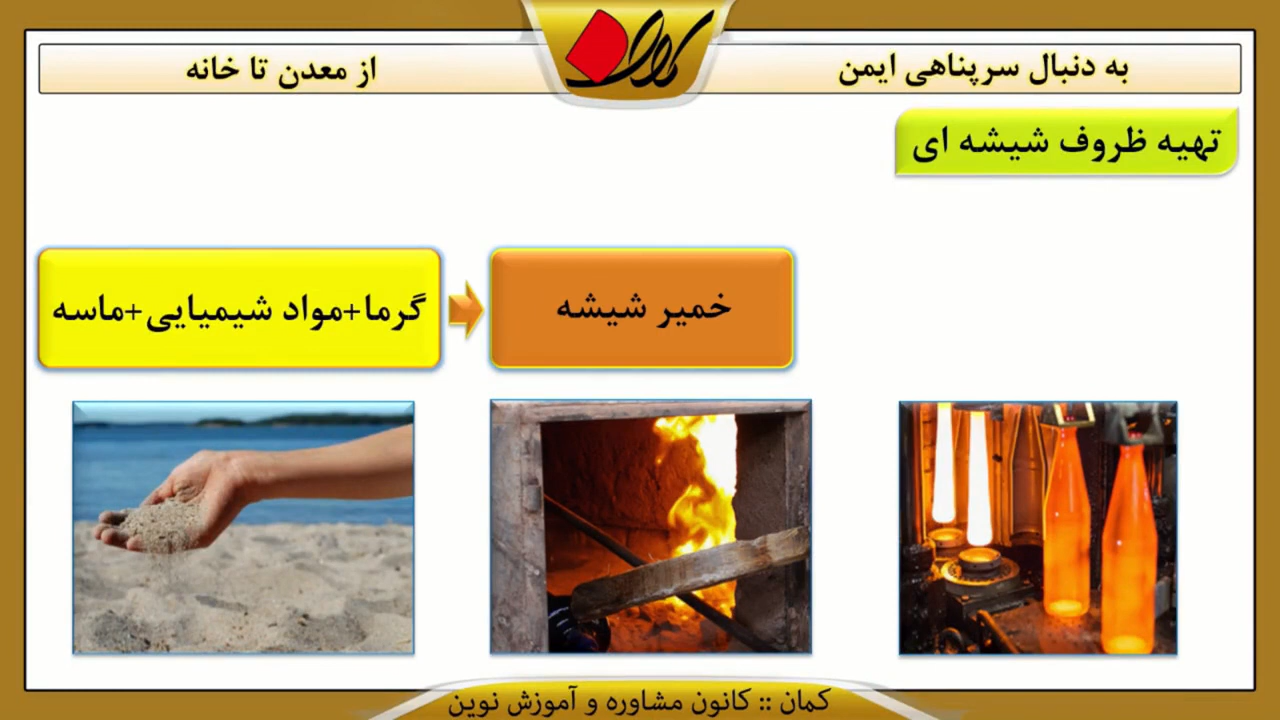 به دنبال سرپناهی ایمن
کمان
از معدن تا خانه
تهیه ظروف شیشه ای
گرما+مواد شیمیایی+ماسه
خمیر شیشه
کمان :: کانون مشاوره و آموزش نوین